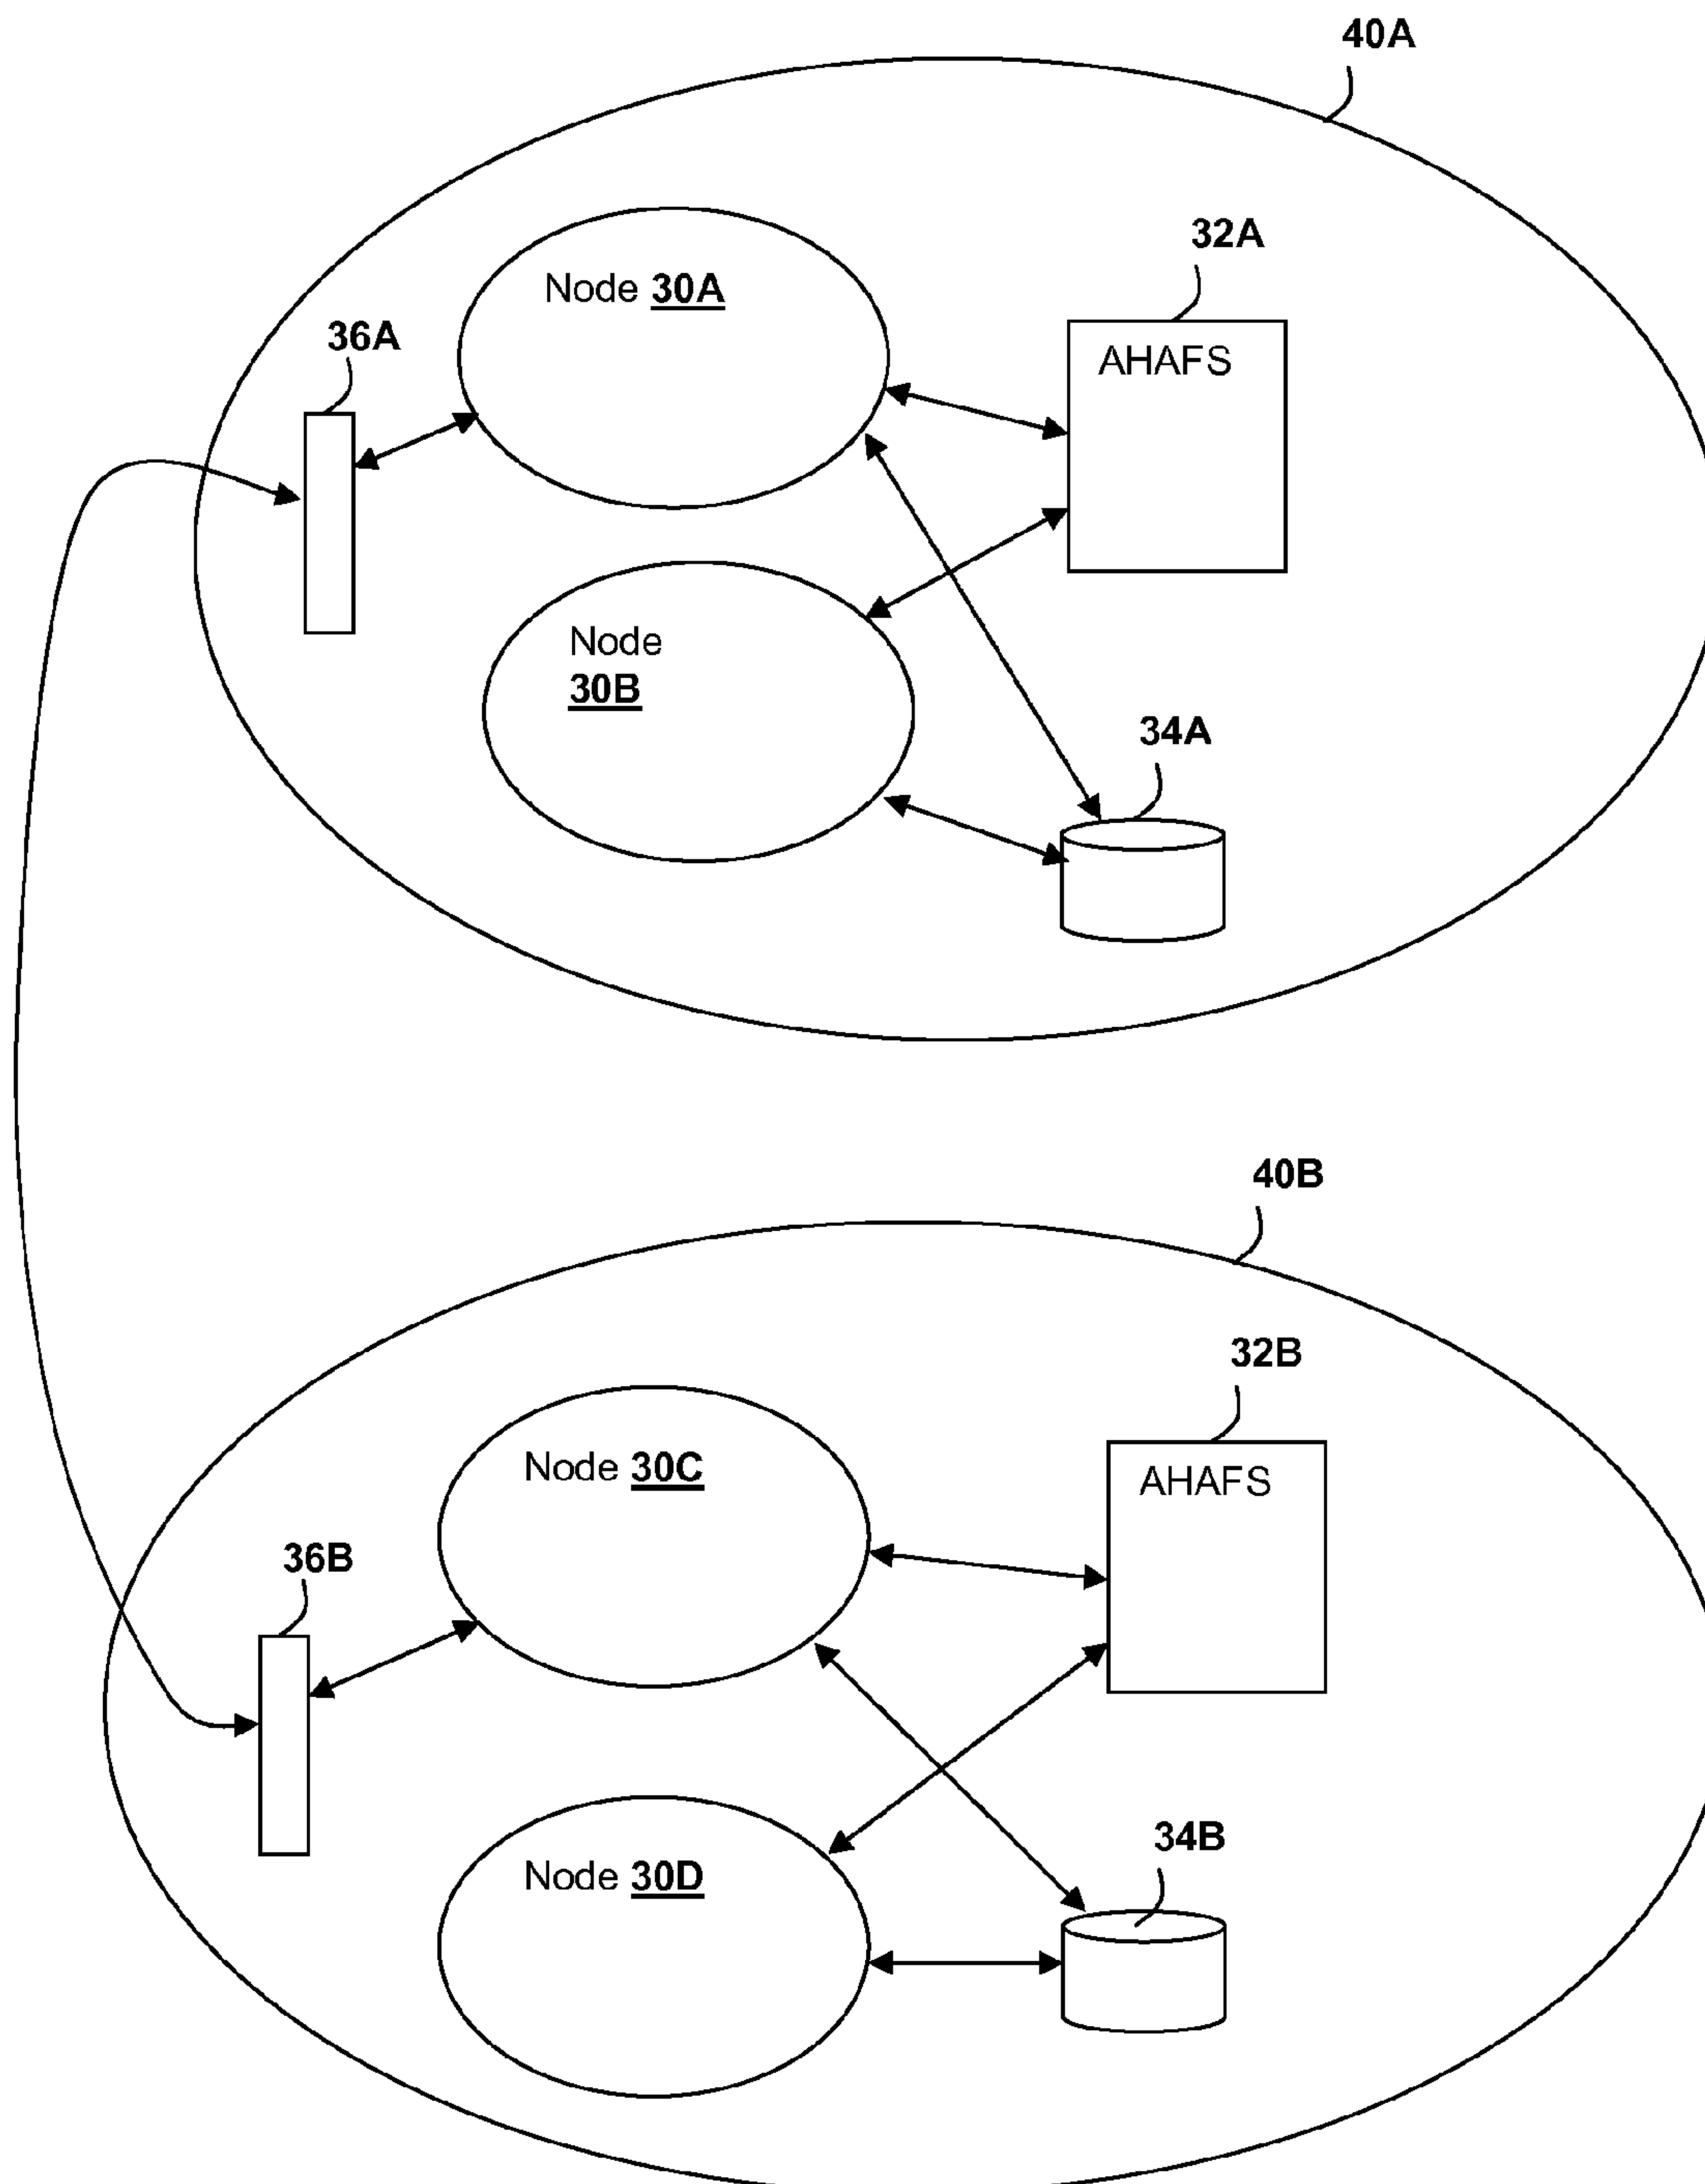 40A
32A
Node 30A
36A
AHAFS
Node
30B
34A
40B
32B
Node 30C
AHAFS
36B
34B
Node 30D